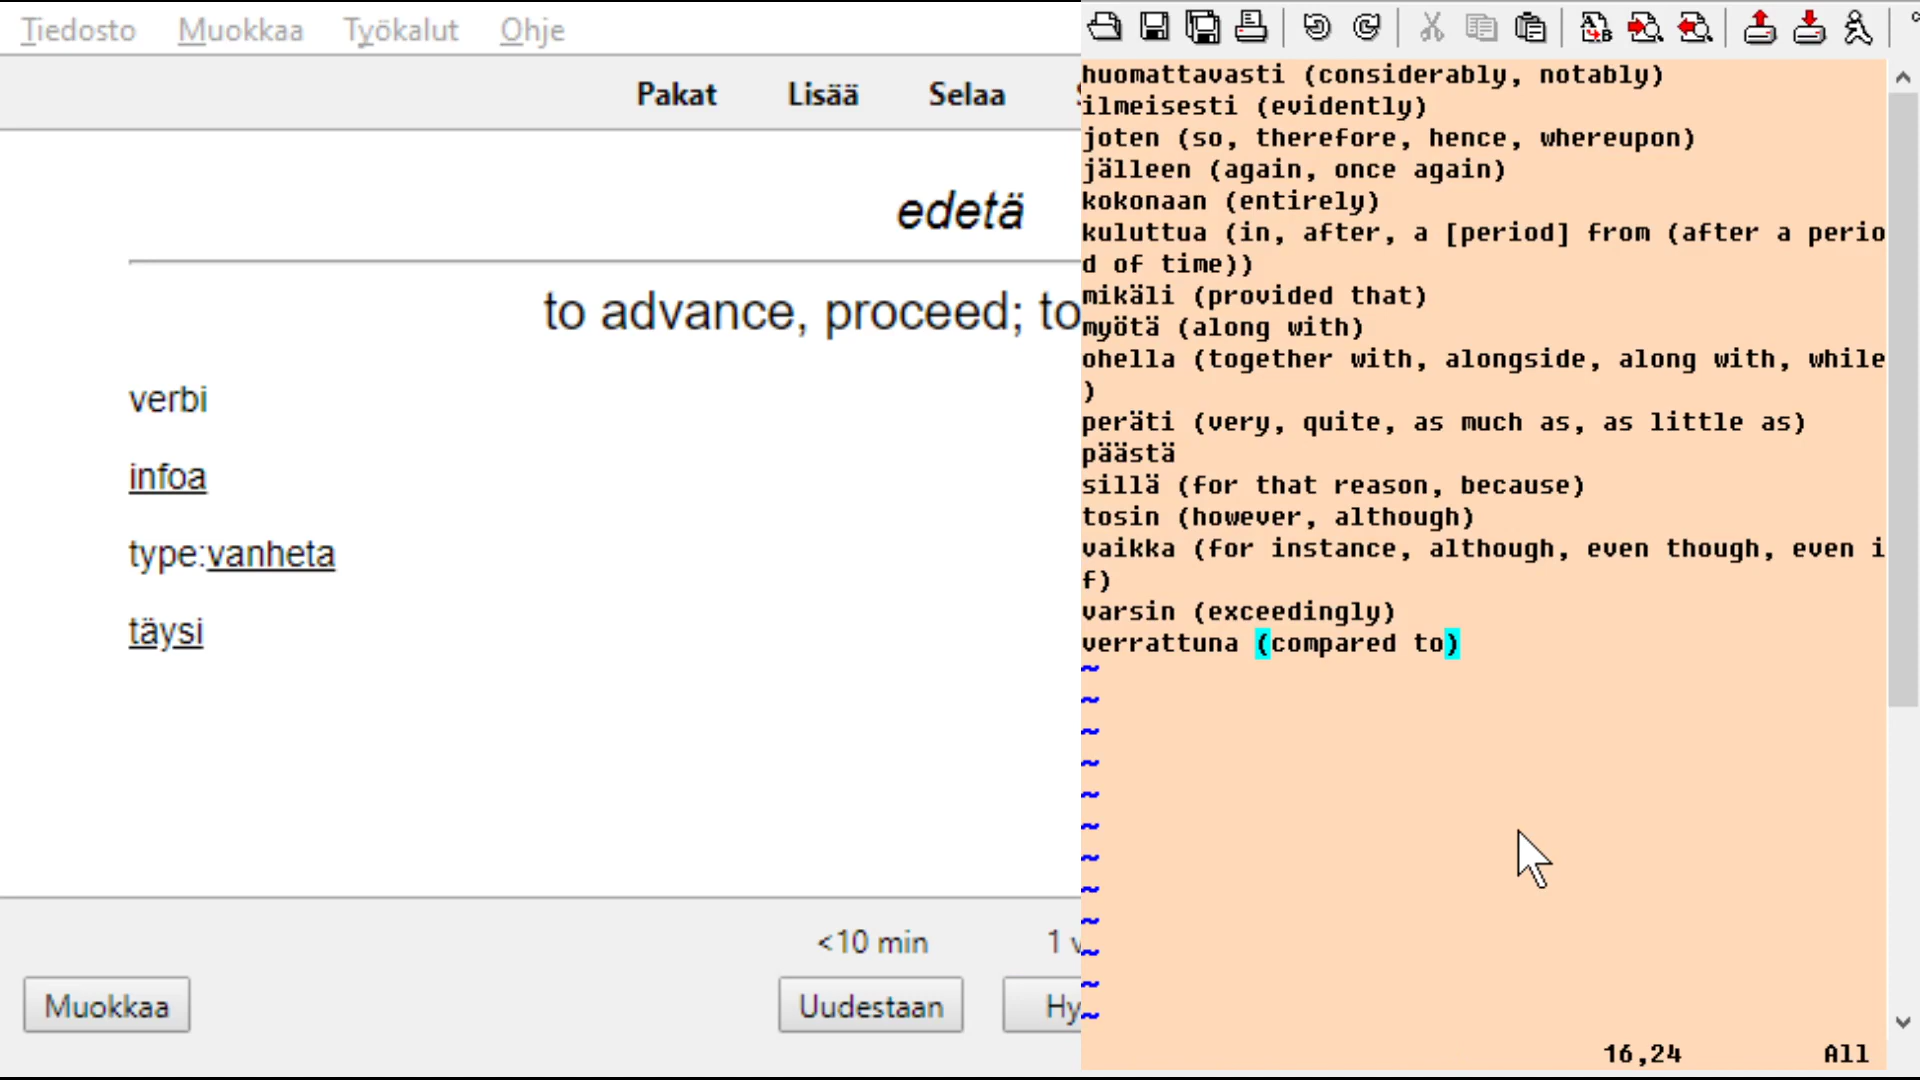 Tiedosto Muokkaa Työkalut Ohje
Pakat Lisää Selaa
edetä
to advance, proceed; to
verbi
infoa
type:vanheta
täysi
<10 min 1 v
Muokkaa Uudestaan Hy
huomattavasti (considerably, notably)
ilmeisesti (evidently)
joten (so, therefore, hence, whereupon)
jälleen (again, once again)
kokonaan (entirely)
kuluttua (in, after, a [period] from (after a perio
d of time))
mikäli (provided that)
myötä (along with)
ohella (together with, alongside, along with, while
)
peräti (very, quite, as much as, as little as)
päästä
sillä (for that reason, because)
tosin (however, although)
vaikka (for instance, although, even though, even i
f)
varsin (exceedingly)
verrattuna (compared to)
~
~
~
~
~
~
~
~
~
~
~
~
16,24 All